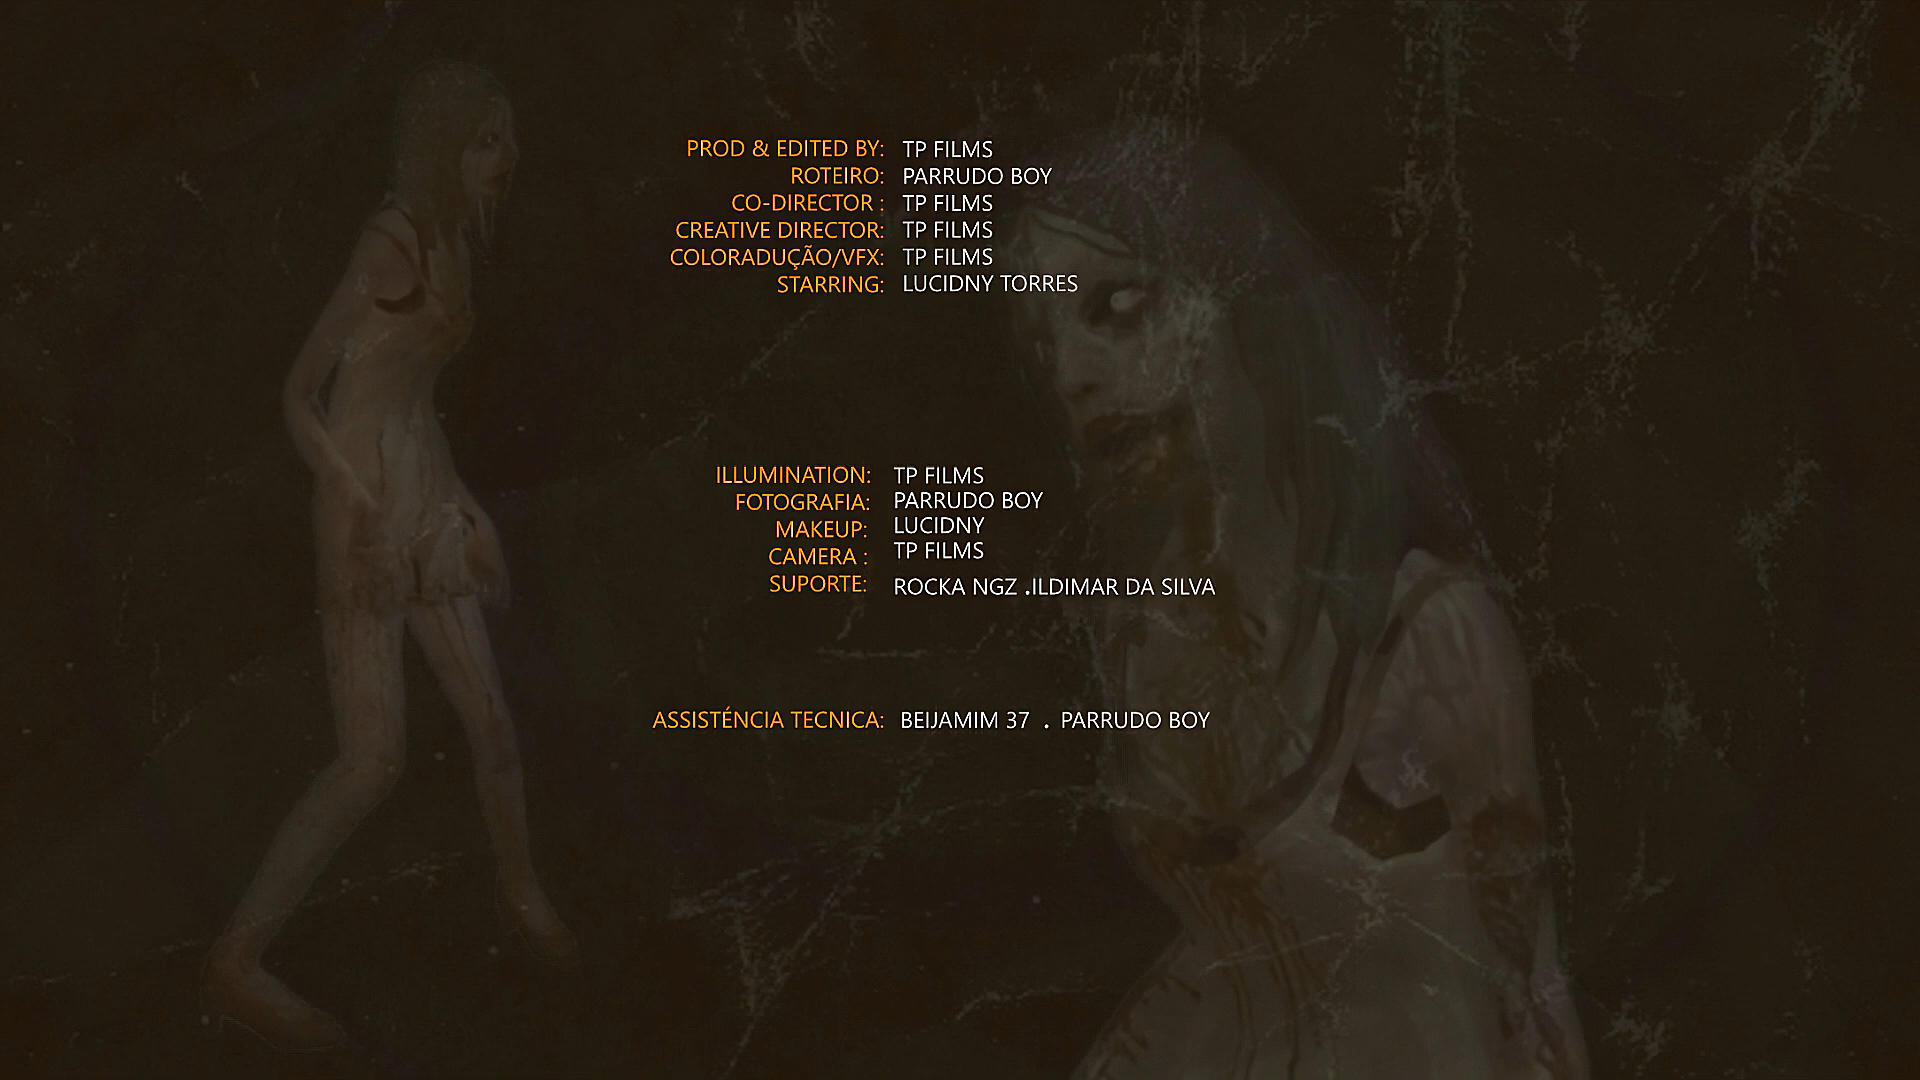 PROD & EDITED BY: TP FILMS
ROTEIRO: PARRUDO BOY
CO-DIRECTOR : TP FILMS
CREATIVE DIRECTOR: TP FILMS
COLORADUÇÃO/VFX: TP FILMS
STARRING: LUCIDNY TORRES
ILLUMINATION: TP FILMS
FOTOGRAFIA: PARRUDO BOY
MAKEUP: LUCIDNY
CAMERA : TP FILMS
SUPORTE: ROCKA NGZ .ILDIMAR DA SILVA
ASSISTÉNCIA TECNICA: BEIJAMIM 37 . PARRUDO BOY